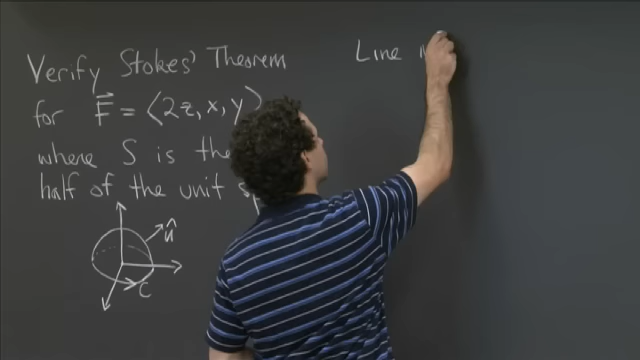 Verify Stokes' Theorem
for F = ⟨2z, x, y⟩
where S is the
half of the unit
n̂
C
Line